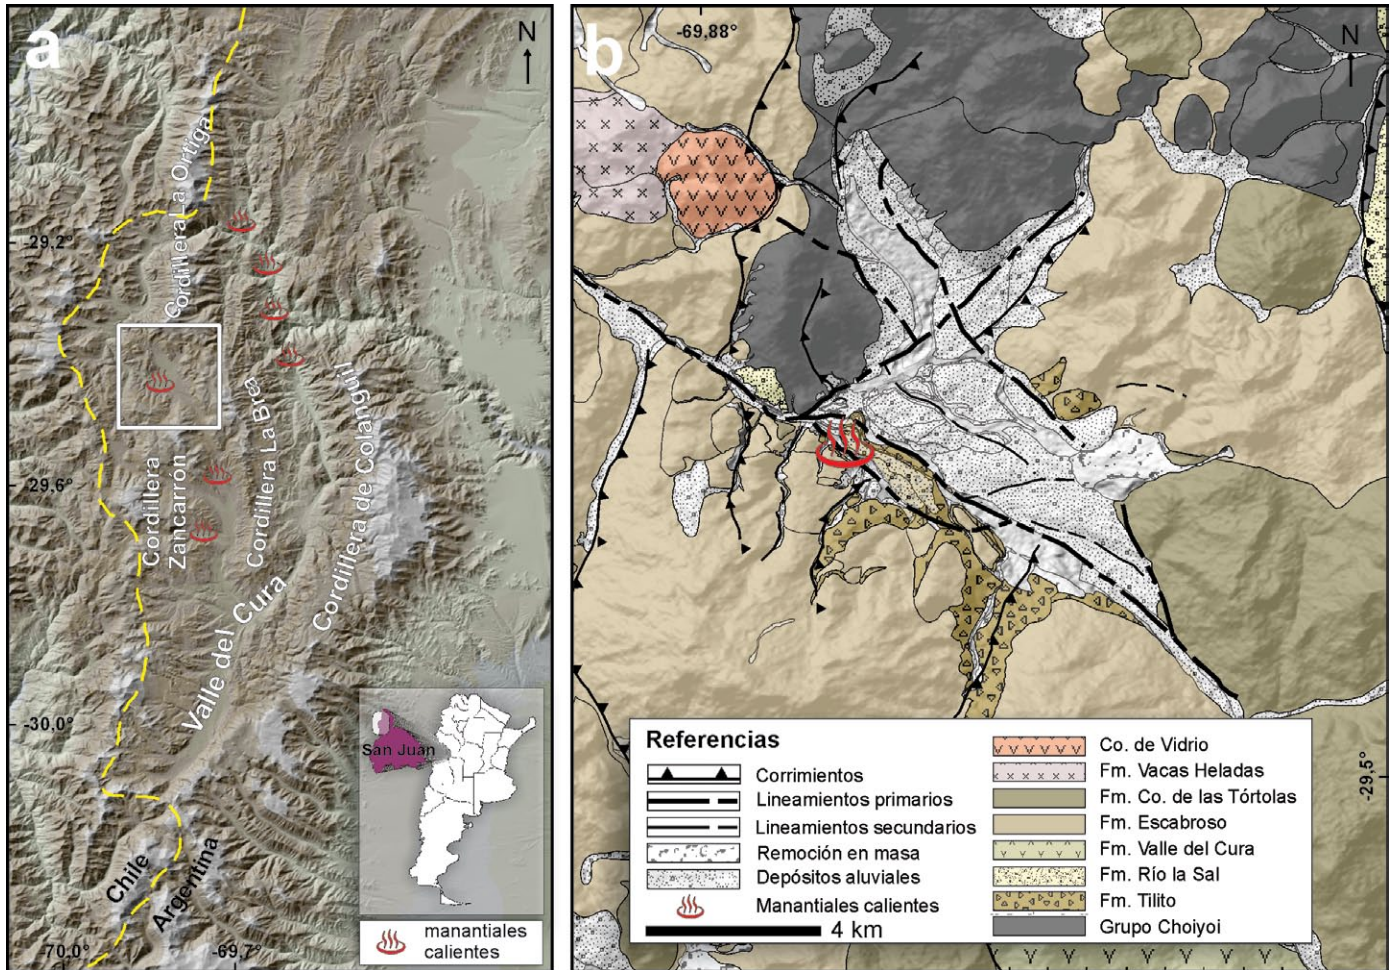 a
N
Cordillera La Ortiga
-29,2°
Cordillera La Brea
Cordillera de Colangüil
-29,6°
Cordillera
Zancarrón
Valle del Cura
-30,0°
San Juán
Chile
Argentina
-70,0°
-69,7°
manantiales
calientes
b
-69,88°
N
-29,5°
Referencias
Corrimientos
Lineamientos primarios
Lineamientos secundarios
Remoción en masa
Depósitos aluviales
Manantiales calientes
4 km
Co. de Vidrio
Fm. Vacas Heladas
Fm. Co. de las Tórtolas
Fm. Escabroso
Fm. Valle del Cura
Fm. Río la Sal
Fm. Tilito
Grupo Choiyoi